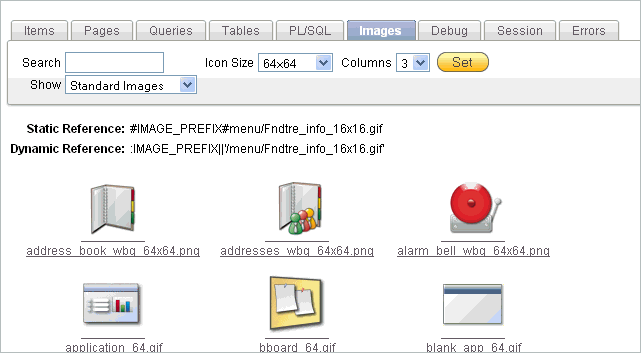 Items Pages Queries Tables PL/SQL Images Debug Session Errors
Search Icon Size 64x64 Columns 3 Set
Show Standard Images
Static Reference: #IMAGE_PREFIX#menu/Fndtre_info_16x16.gif
Dynamic Reference: :IMAGE_PREFIX||'/menu/Fndtre_info_16x16.gif'
address_book_wbg_64x64.png addresses_wbg_64x64.png alarm_bell_wbg_64x64.png
application_64.gif bboard_64.gif blank_app_64.gif